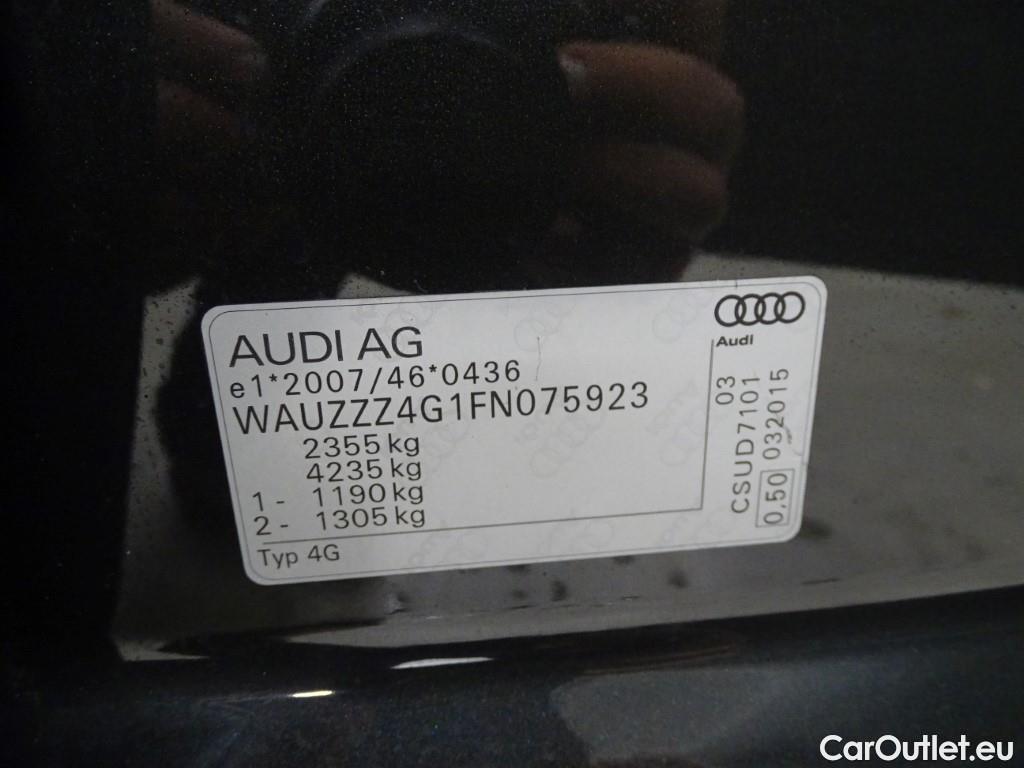 AUDI AG
e1*2007/46*0436
WAUZZZ4G1FN075923
2355 kg
4235 kg
1 - 1190 kg
2 - 1305 kg
Typ 4G
Audi
CSUD7101 03
0,50 032015
CarOutlet.eu